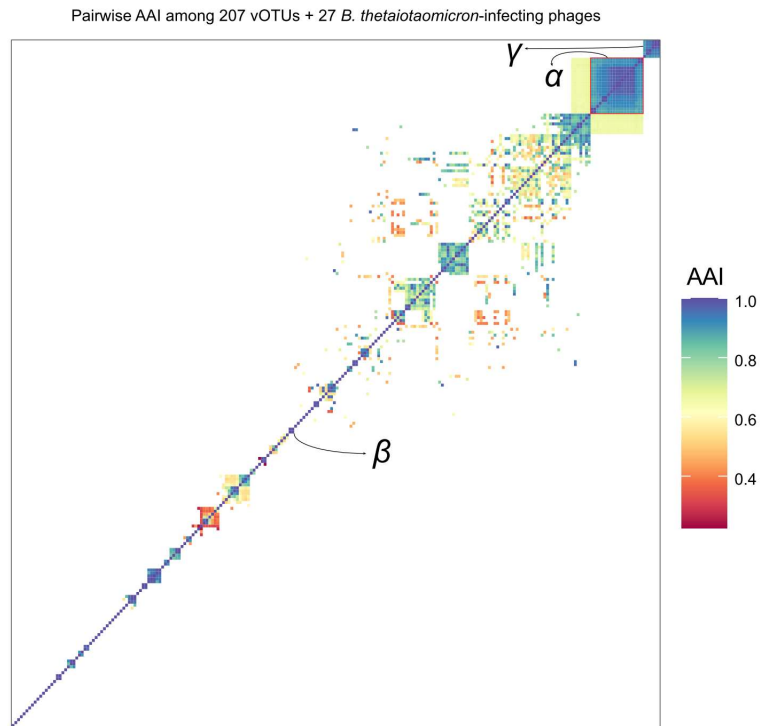 Pairwise AAI among 207 vOTUs + 27 B. thetaiotaomicron-infecting phages
γ
α
β
AAI
1.0
0.8
0.6
0.4